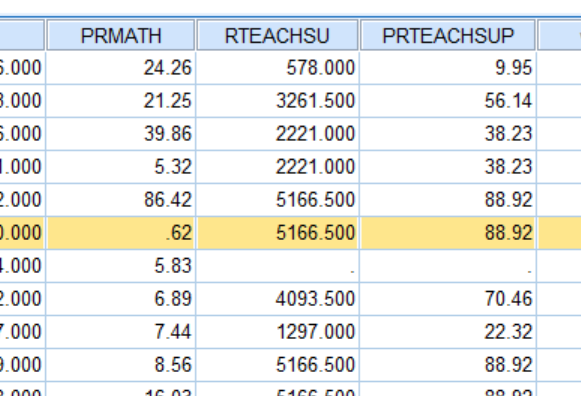 PRMATH RTEACHSU PRTEACHSUP
6.000 24.26 578.000 9.95
3.000 21.25 3261.500 56.14
6.000 39.86 2221.000 38.23
1.000 5.32 2221.000 38.23
2.000 86.42 5166.500 88.92
0.000 .62 5166.500 88.92
4.000 5.83 . .
2.000 6.89 4093.500 70.46
7.000 7.44 1297.000 22.32
9.000 8.56 5166.500 88.92
16.03 5166.500 88.92